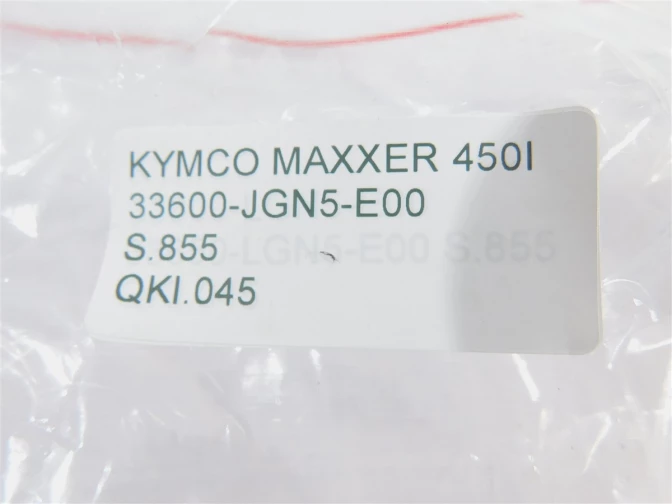 KYMCO MAXXER 450I
33600-JGN5-E00
S.855
QKI.045